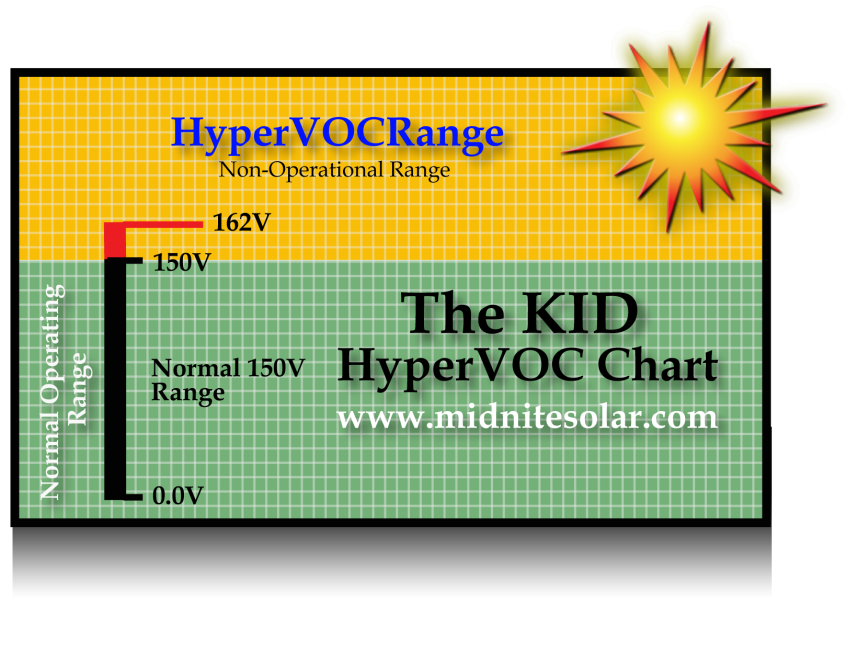 HyperVOCRange
Non-Operational Range
162V
150V
Normal Operating
Range
Normal 150V
Range
0.0V
The KID
HyperVOC Chart
www.midnitesolar.com